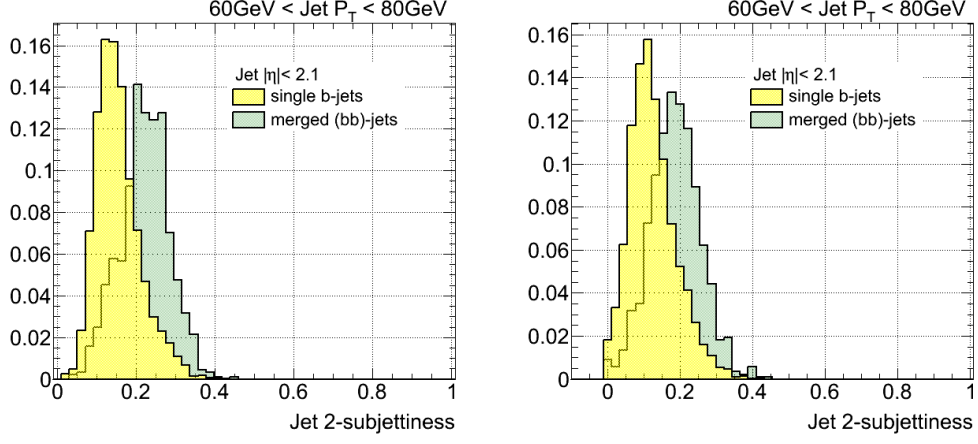 60GeV < Jet P_T < 80GeV
0.16
0.14
0.12
0.1
0.08
0.06
0.04
0.02
0
Jet |η|< 2.1
single b-jets
merged (bb)-jets
0 0.2 0.4 0.6 0.8 1
Jet 2-subjettiness
60GeV < Jet P_T < 80GeV
0.16
0.14
0.12
0.1
0.08
0.06
0.04
0.02
0
Jet |η|< 2.1
single b-jets
merged (bb)-jets
0 0.2 0.4 0.6 0.8 1
Jet 2-subjettiness